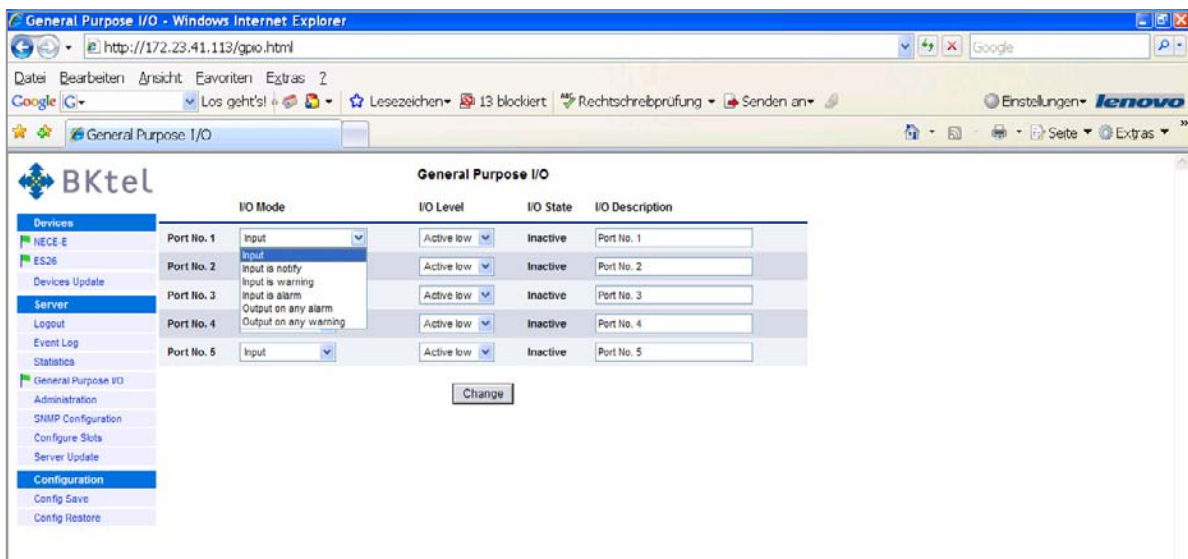 General Purpose I/O - Windows Internet Explorer
http://172.23.41.113/gpio.html
Google
Datei Bearbeiten Ansicht Favoriten Extras ?
Google G Los geht's! Lesezeichen 13 blockiert ABC Rechtschreibprüfung Senden an Einstellungen lenovo
General Purpose I/O Seite Extras »
BKtel
General Purpose I/O
I/O Mode I/O Level I/O State I/O Description
Devices
NECE-E
ES26
Devices Update
Server
Logout
Event Log
Statistics
General Purpose I/O
Administration
SNMP Configuration
Configure Slots
Server Update
Configuration
Config Save
Config Restore
Port No. 1 Input Active low Inactive Port No. 1
Input
Input is notify
Input is warning
Input is alarm
Output on any alarm
Output on any warning
Port No. 2 Active low Inactive Port No. 2
Port No. 3 Active low Inactive Port No. 3
Port No. 4 Active low Inactive Port No. 4
Port No. 5 Input Active low Inactive Port No. 5
Change